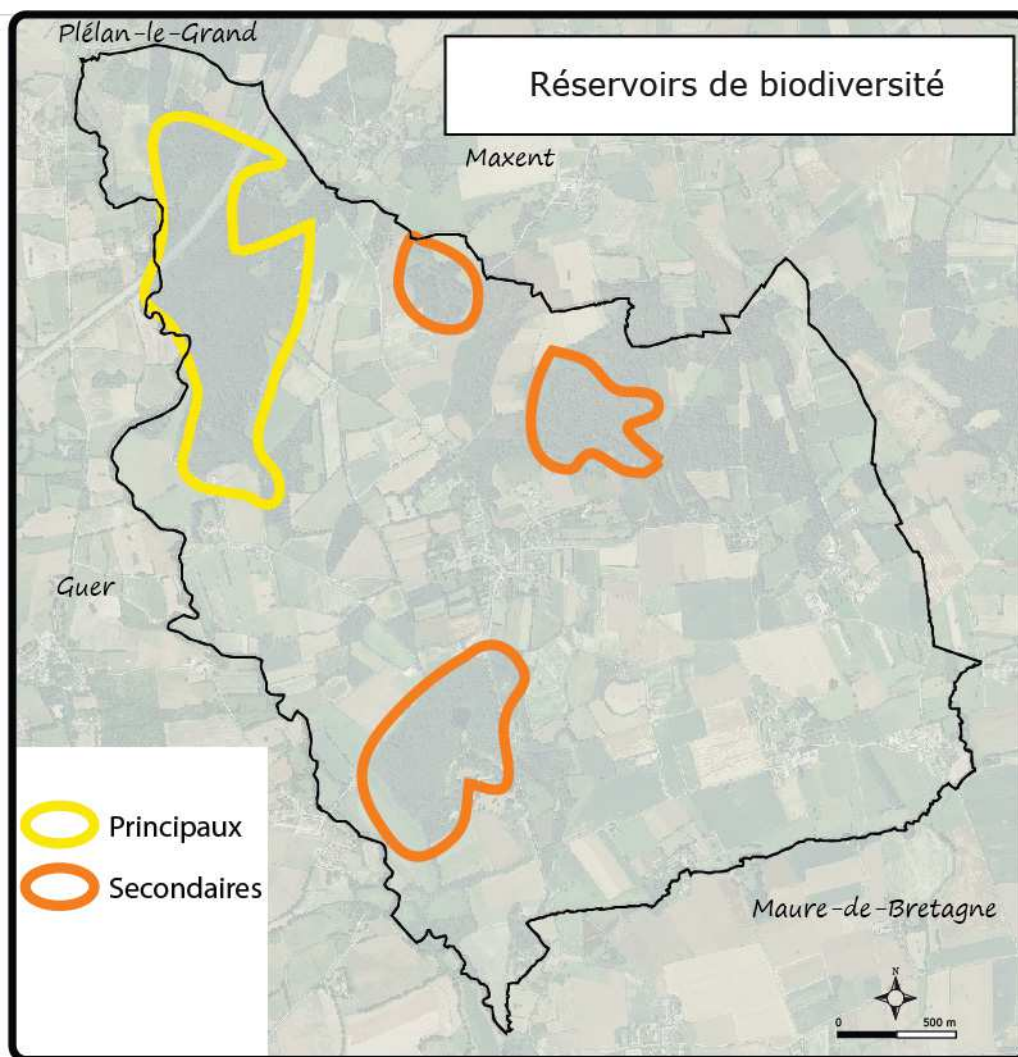 Plélan-le-Grand
Réservoirs de biodiversité
Maxent
Guer
Principaux
Secondaires
Maure-de-Bretagne
N
0 500 m